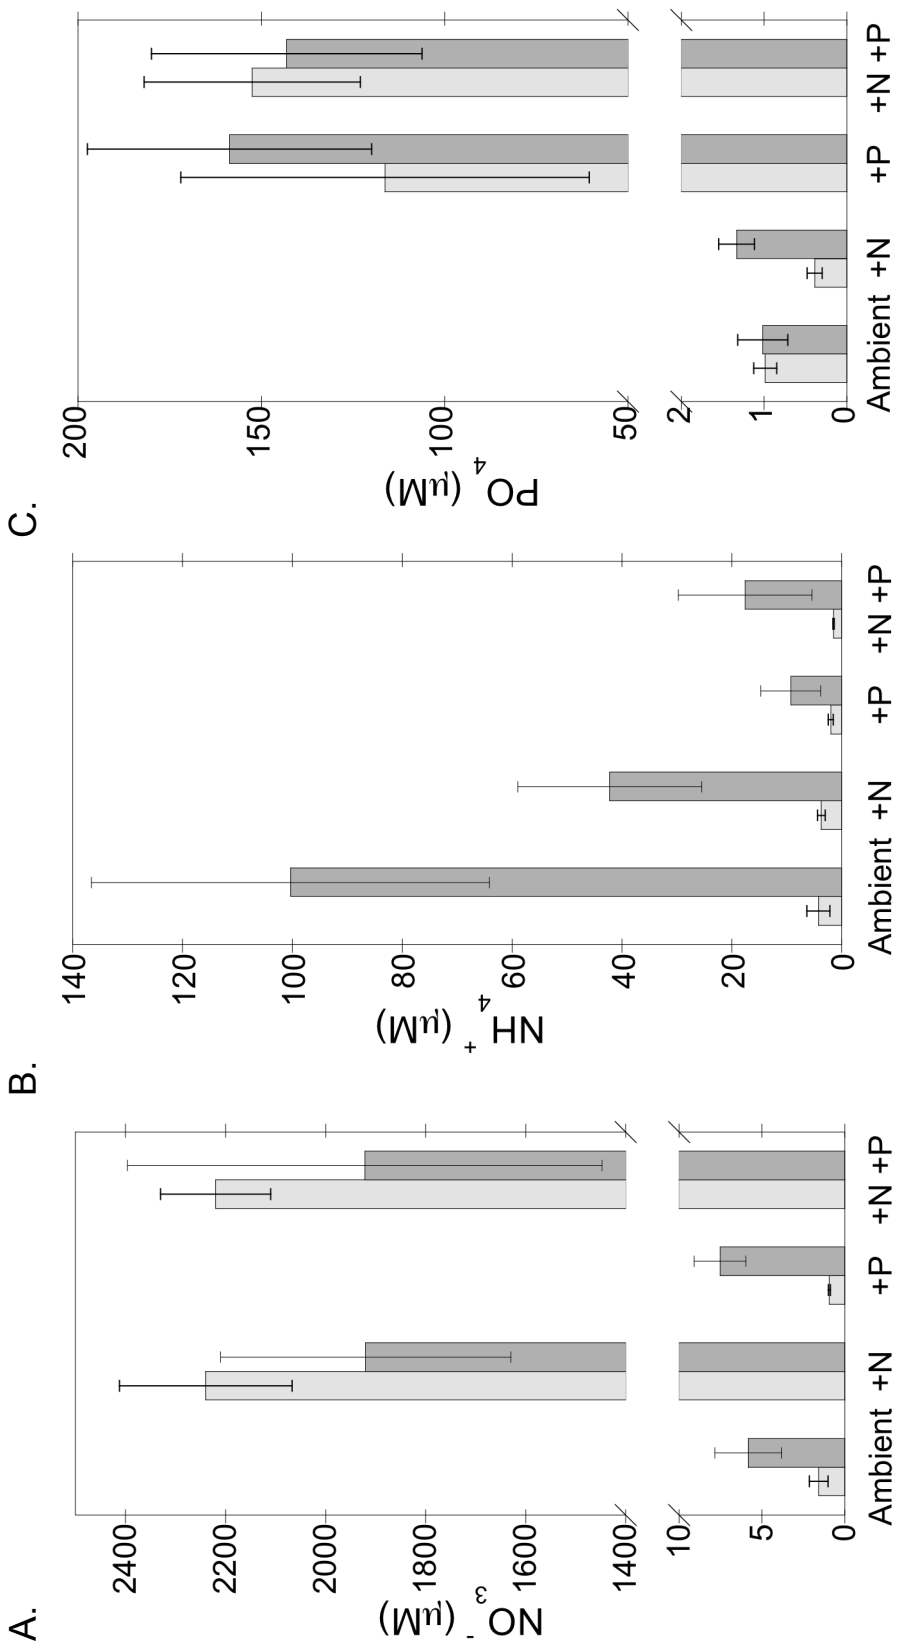 A.
NO3- (μM)
2400
2200
2000
1800
1600
1400
10
5
0
Ambient +N +P +N +P
B.
NH4+ (μM)
140
120
100
80
60
40
20
0
Ambient +N +P +N +P
C.
PO4 (μM)
200
150
100
50
2
1
0
Ambient +N +P +N +P